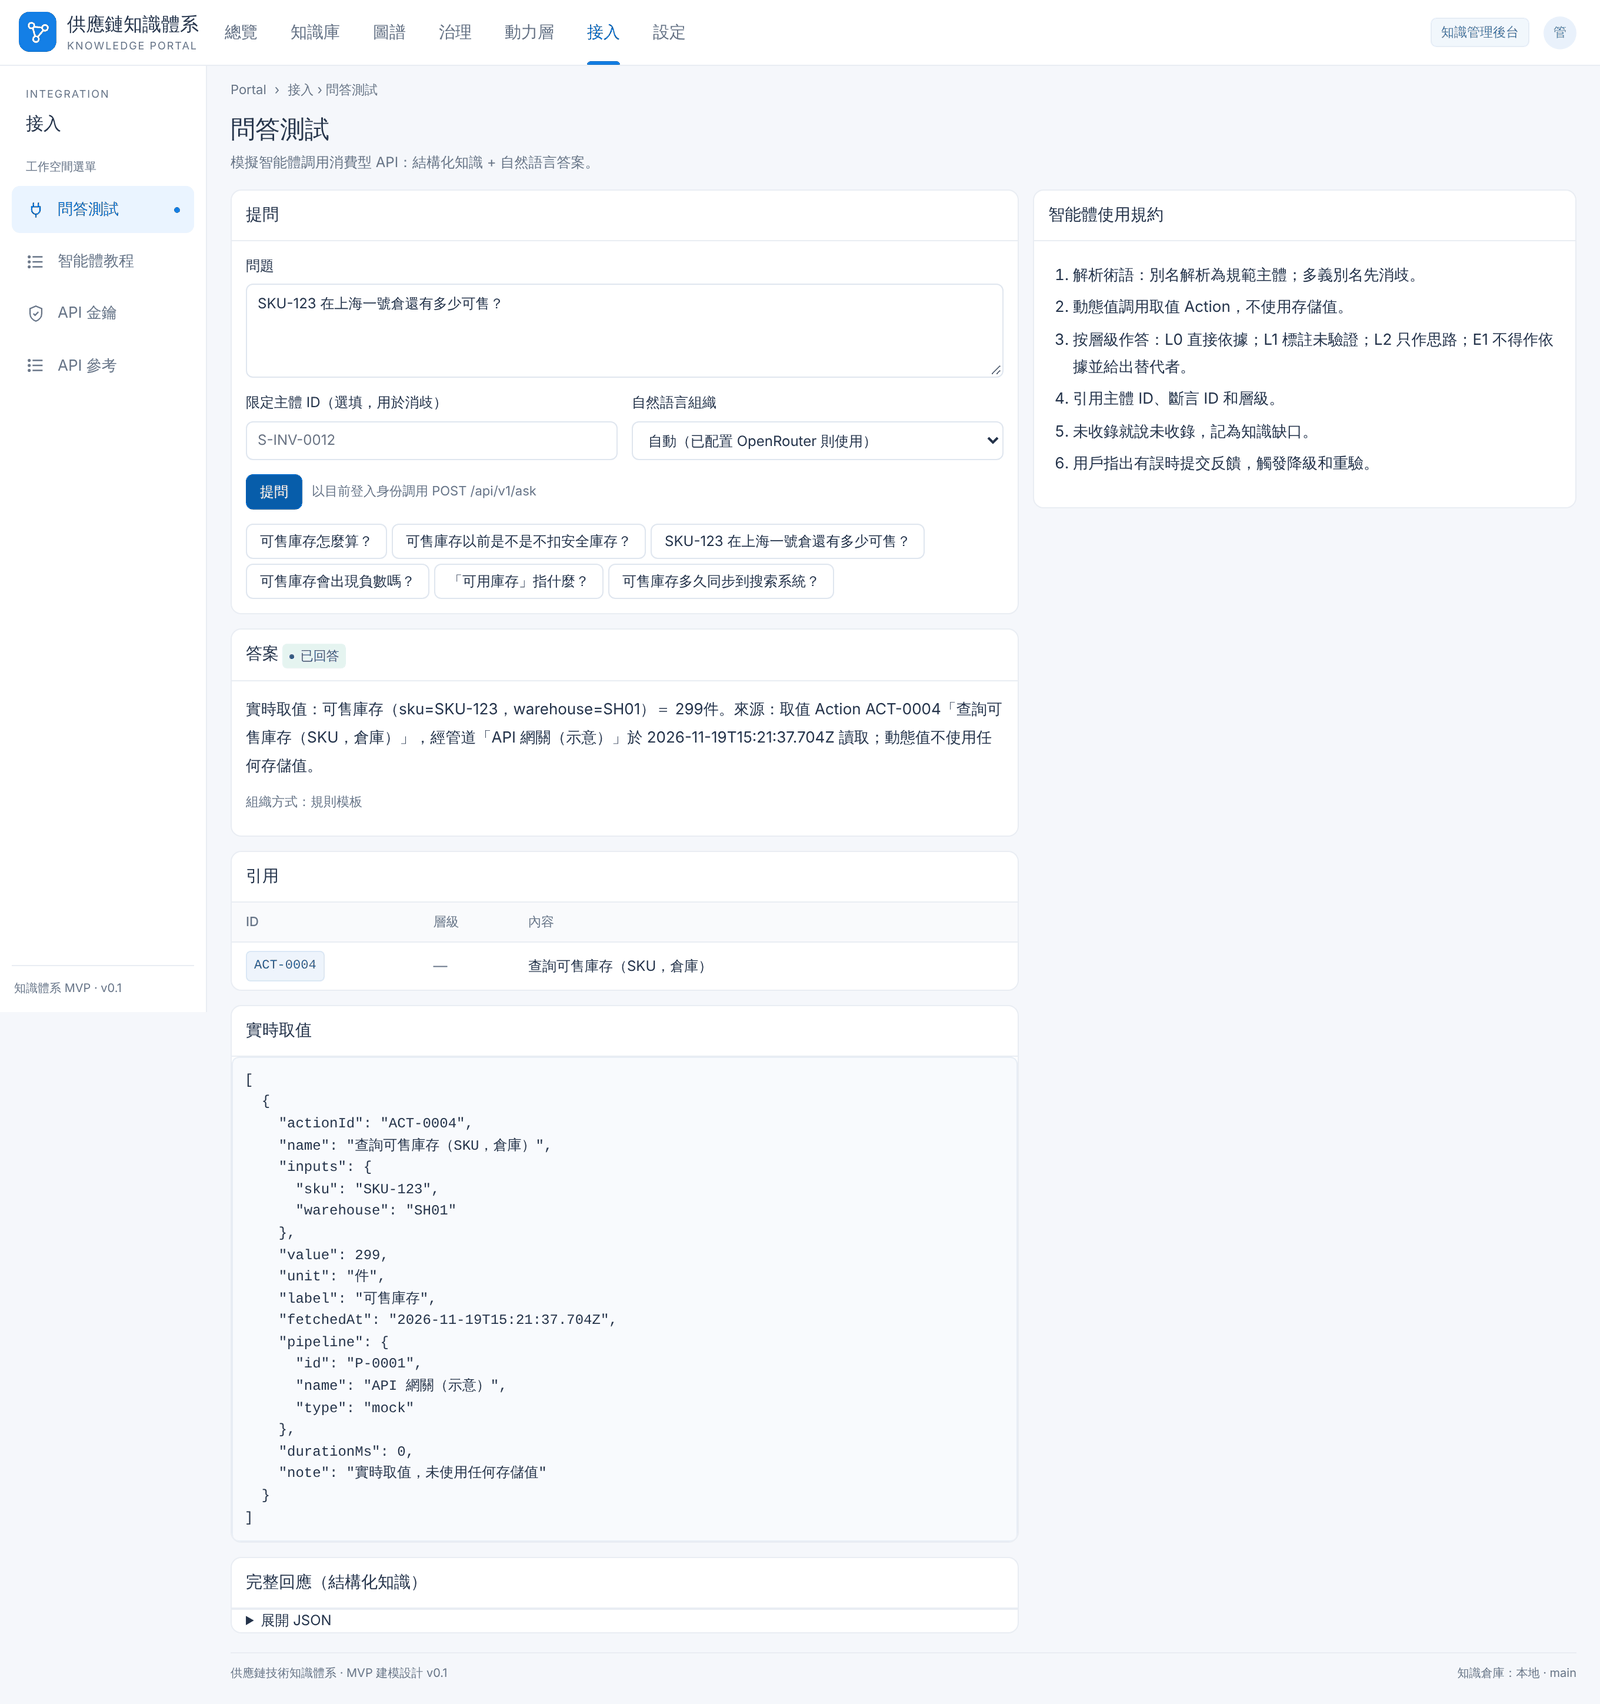 供應鏈知識體系
KNOWLEDGE PORTAL
總覽
知識庫
圖譜
治理
動力層
接入
設定
知識管理後台
管
INTEGRATION
接入
工作空間選單
問答測試
智能體教程
API 金鑰
API 參考
知識體系 MVP · v0.1
Portal › 接入 › 問答測試
問答測試
模擬智能體調用消費型 API：結構化知識 + 自然語言答案。
提問
問題
SKU-123 在上海一號倉還有多少可售？
限定主體 ID（選填，用於消歧）
自然語言組織
S-INV-0012
自動（已配置 OpenRouter 則使用）
提問
以目前登入身份調用 POST /api/v1/ask
可售庫存怎麼算？
可售庫存以前是不是不扣安全庫存？
SKU-123 在上海一號倉還有多少可售？
可售庫存會出現負數嗎？
「可用庫存」指什麼？
可售庫存多久同步到搜索系統？
答案
已回答
實時取值：可售庫存（sku=SKU-123，warehouse=SH01）＝ 299件。來源：取值 Action ACT-0004「查詢可
售庫存（SKU，倉庫）」，經管道「API 網關（示意）」於 2026-11-19T15:21:37.704Z 讀取；動態值不使用任
何存儲值。
組織方式：規則模板
引用
ID
層級
內容
ACT-0004
—
查詢可售庫存（SKU，倉庫）
實時取值
[
{
"actionId": "ACT-0004",
"name": "查詢可售庫存（SKU，倉庫）",
"inputs": {
"sku": "SKU-123",
"warehouse": "SH01"
},
"value": 299,
"unit": "件",
"label": "可售庫存",
"fetchedAt": "2026-11-19T15:21:37.704Z",
"pipeline": {
"id": "P-0001",
"name": "API 網關（示意）",
"type": "mock"
},
"durationMs": 0,
"note": "實時取值，未使用任何存儲值"
}
]
完整回應（結構化知識）
展開 JSON
智能體使用規約
1. 解析術語：別名解析為規範主體；多義別名先消歧。
2. 動態值調用取值 Action，不使用存儲值。
3. 按層級作答：L0 直接依據；L1 標註未驗證；L2 只作思路；E1 不得作依
據並給出替代者。
4. 引用主體 ID、斷言 ID 和層級。
5. 未收錄就說未收錄，記為知識缺口。
6. 用戶指出有誤時提交反饋，觸發降級和重驗。
供應鏈技術知識體系 · MVP 建模設計 v0.1
知識倉庫：本地 · main